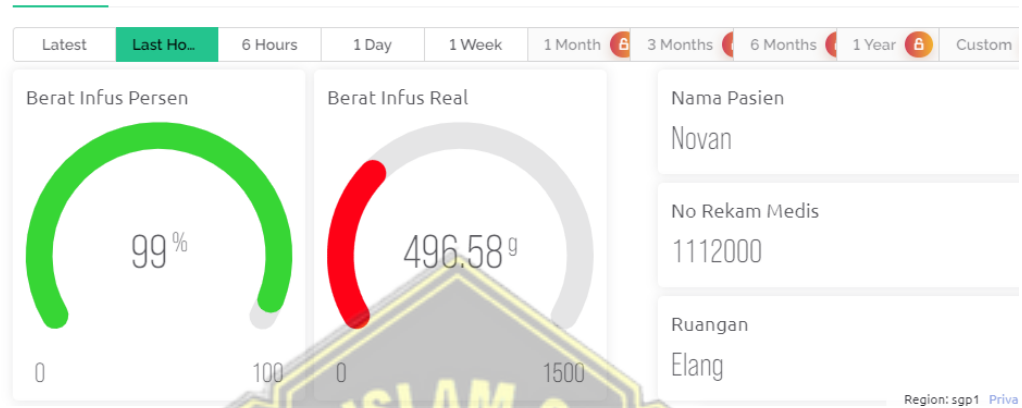 Latest
Last Ho...
6 Hours
1 Day
1 Week
1 Month
3 Months
6 Months
1 Year
Custom
Berat Infus Persen
99 %
0
100
Berat Infus Real
496.58 g
0
1500
Nama Pasien
Novan
No Rekam Medis
1112000
Ruangan
Elang
ISLAM
Region: sgp1 Priva